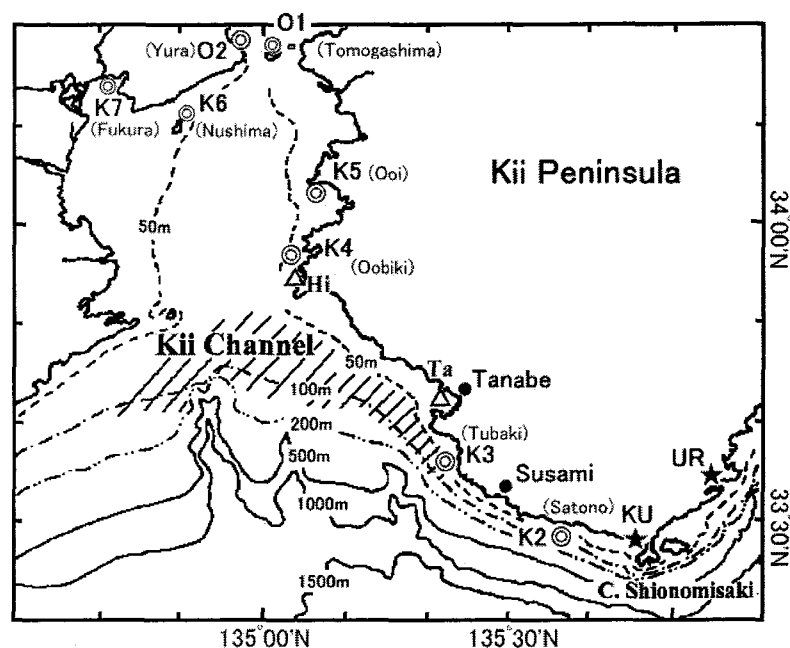 O1
(Yura) O2
(Tomogashima)
K7
(Fukura)
K6
(Nushima)
K5 (Ooi)
Kii Peninsula
34°00'N
50m
K4
(Oobiki)
Hi
Kii Channel
50m
Ta
Tanabe
100m
200m
(Tubaki)
K3
500m
Susami
UR
1000m
(Satono)
KU
K2
33°30'N
1500m
C. Shionomisaki
135°00'N
135°30'N